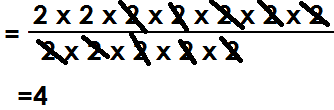 2 x 2 x 2 x 2 x 2 x 2 x 2
=
2 x 2 x 2 x 2 x 2
=4